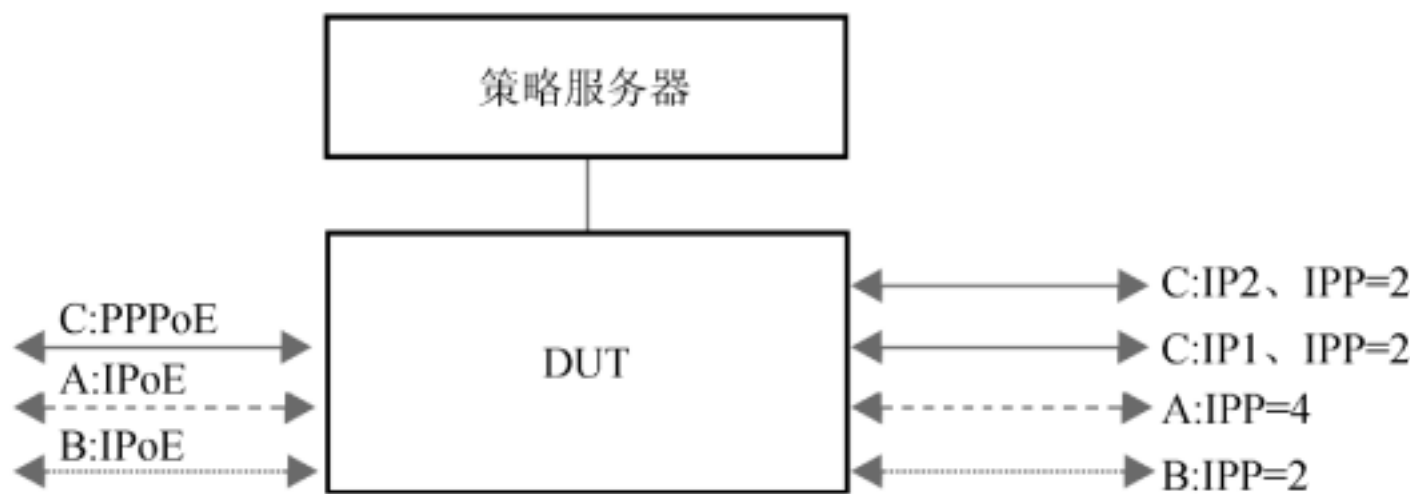 策略服务器
DUT
C:PPPoE
A:IPoE
B:IPoE
C:IP2、IPP=2
C:IP1、IPP=2
A:IPP=4
B:IPP=2